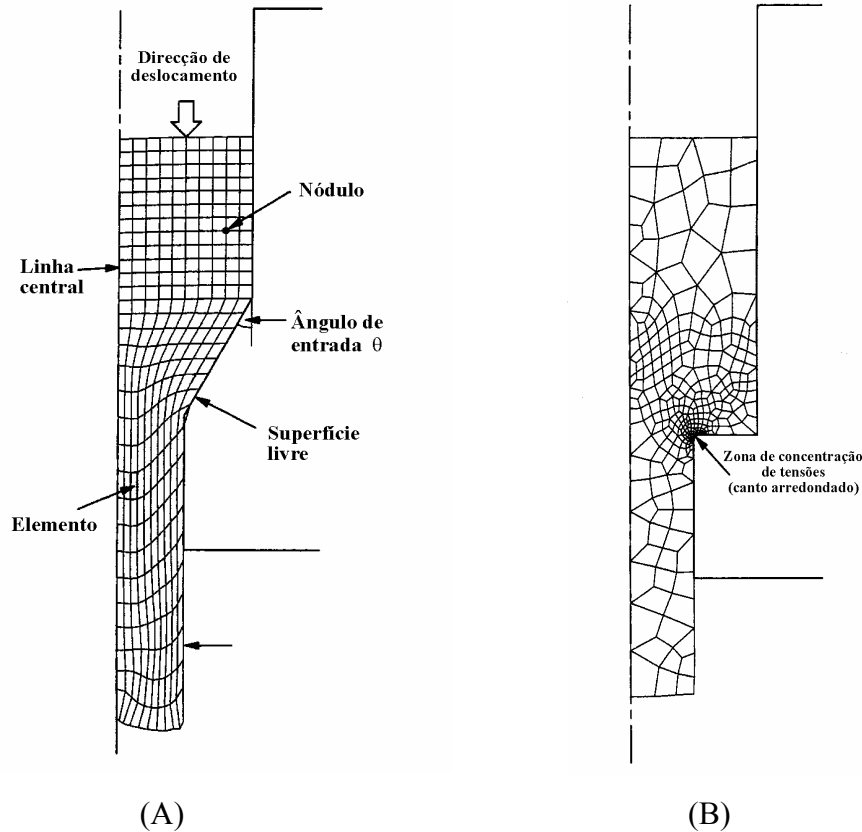 Direcção de
deslocamento
Nódulo
Linha
central
Ângulo de
entrada θ
Superfície
livre
Elemento
Zona de concentração
de tensões
(canto arredondado)
(A)
(B)